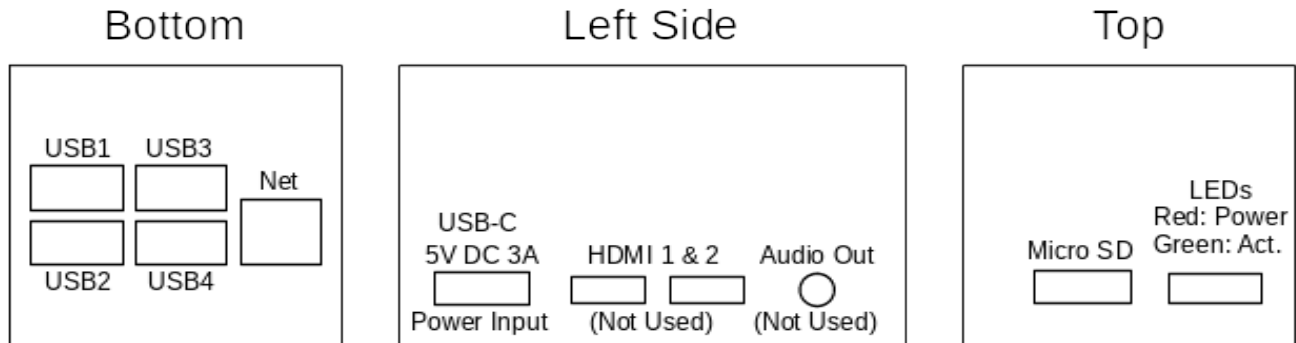 Bottom
USB1 USB3
Net
USB2 USB4
Left Side
USB-C
5V DC 3A HDMI 1 & 2 Audio Out
Power Input (Not Used) (Not Used)
Top
LEDs
Red: Power
Micro SD Green: Act.